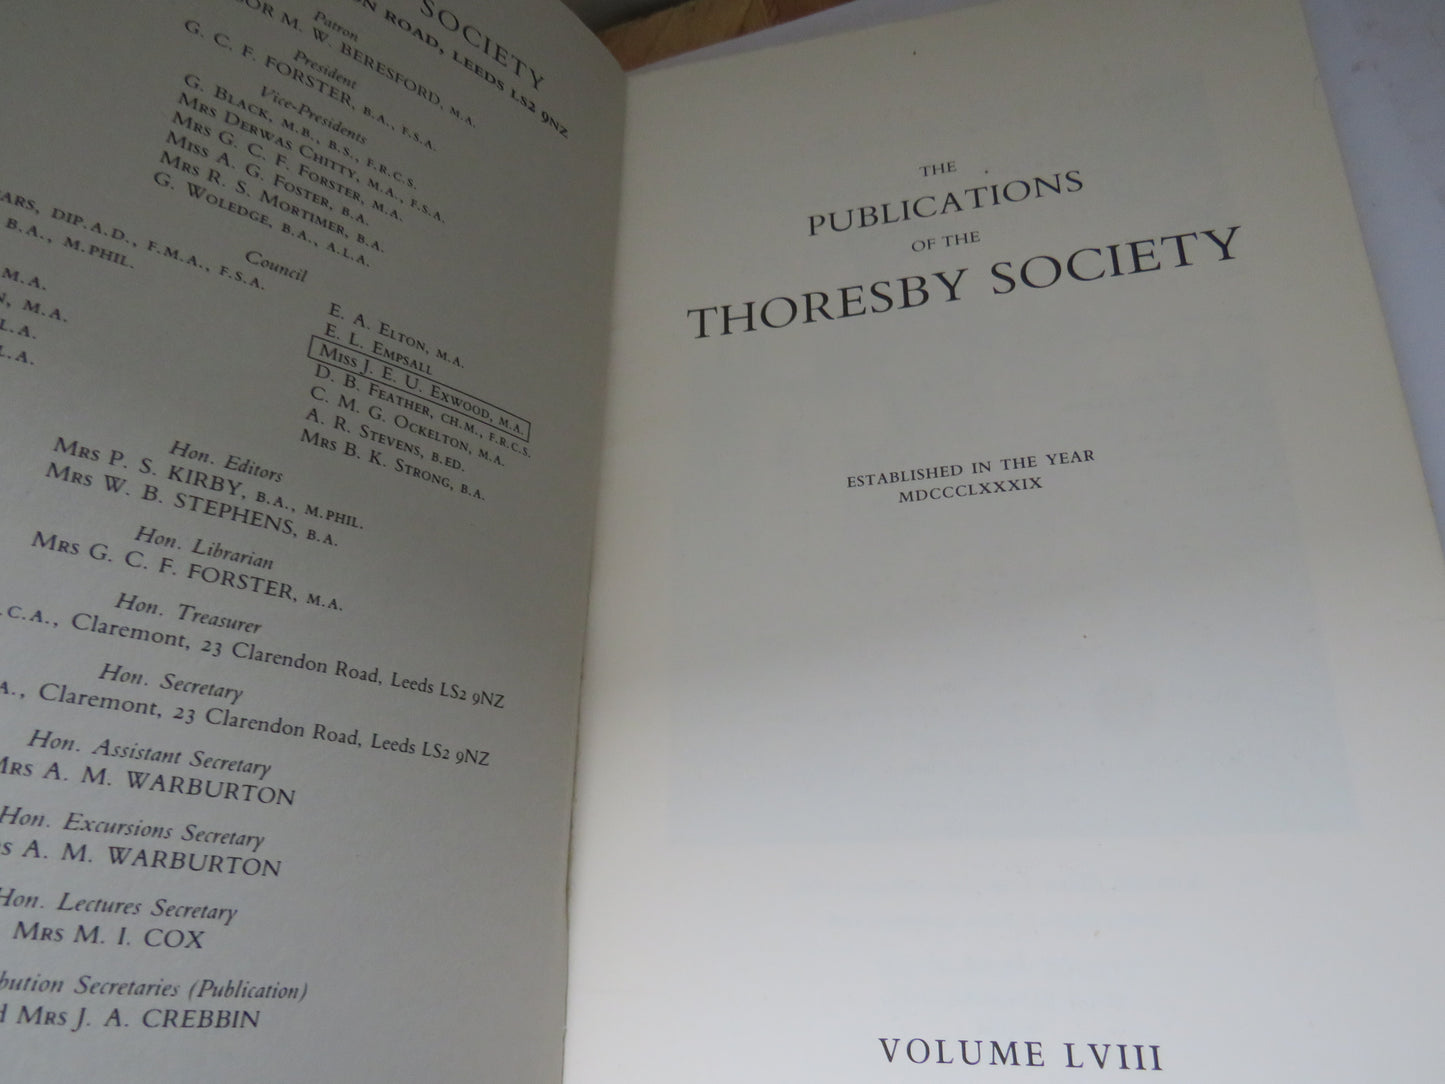 SOCIETY
ON ROAD, LEEDS LS2 9NZ
Patron
M. W. BERESFORD, M.A.
President
G. C. F. FORSTER, B.A., F.S.A.
Vice-Presidents
G. BLACK, M.B., B.S., F.R.C.S.
MRS DERWAS CHITTY, M.A., F.S.A.
MRS G. C. F. FORSTER, M.A.
MISS A. G. FOSTER, B.A.
MRS R. S. MORTIMER, B.A.
G. WOLEDGE, B.A., A.L.A.
Council
ARS, DIP.A.D., F.M.A., F.S.A.
B.A., M.PHIL.
M.A.
N, M.A.
L.A.
L.A.
E. A. ELTON, M.A.
E. L. EMPSALL
MISS J. E. U. EXWOOD, M.A.
D. B. FEATHER, CH.M., F.R.C.S.
C. M. G. OCKELTON, M.A.
A. R. STEVENS, B.ED.
MRS B. K. STRONG, B.A.
Hon. Editors
MRS P. S. KIRBY, B.A., M.PHIL.
MRS W. B. STEPHENS, B.A.
Hon. Librarian
MRS G. C. F. FORSTER, M.A.
Hon. Treasurer
.C.A., Claremont, 23 Clarendon Road, Leeds LS2 9NZ
Hon. Secretary
A., Claremont, 23 Clarendon Road, Leeds LS2 9NZ
Hon. Assistant Secretary
MRS A. M. WARBURTON
Hon. Excursions Secretary
RS A. M. WARBURTON
Hon. Lectures Secretary
MRS M. I. COX
bution Secretaries (Publication)
d MRS J. A. CREBBIN
THE
PUBLICATIONS
OF THE
THORESBY SOCIETY
ESTABLISHED IN THE YEAR
MDCCCLXXXIX
VOLUME LVIII